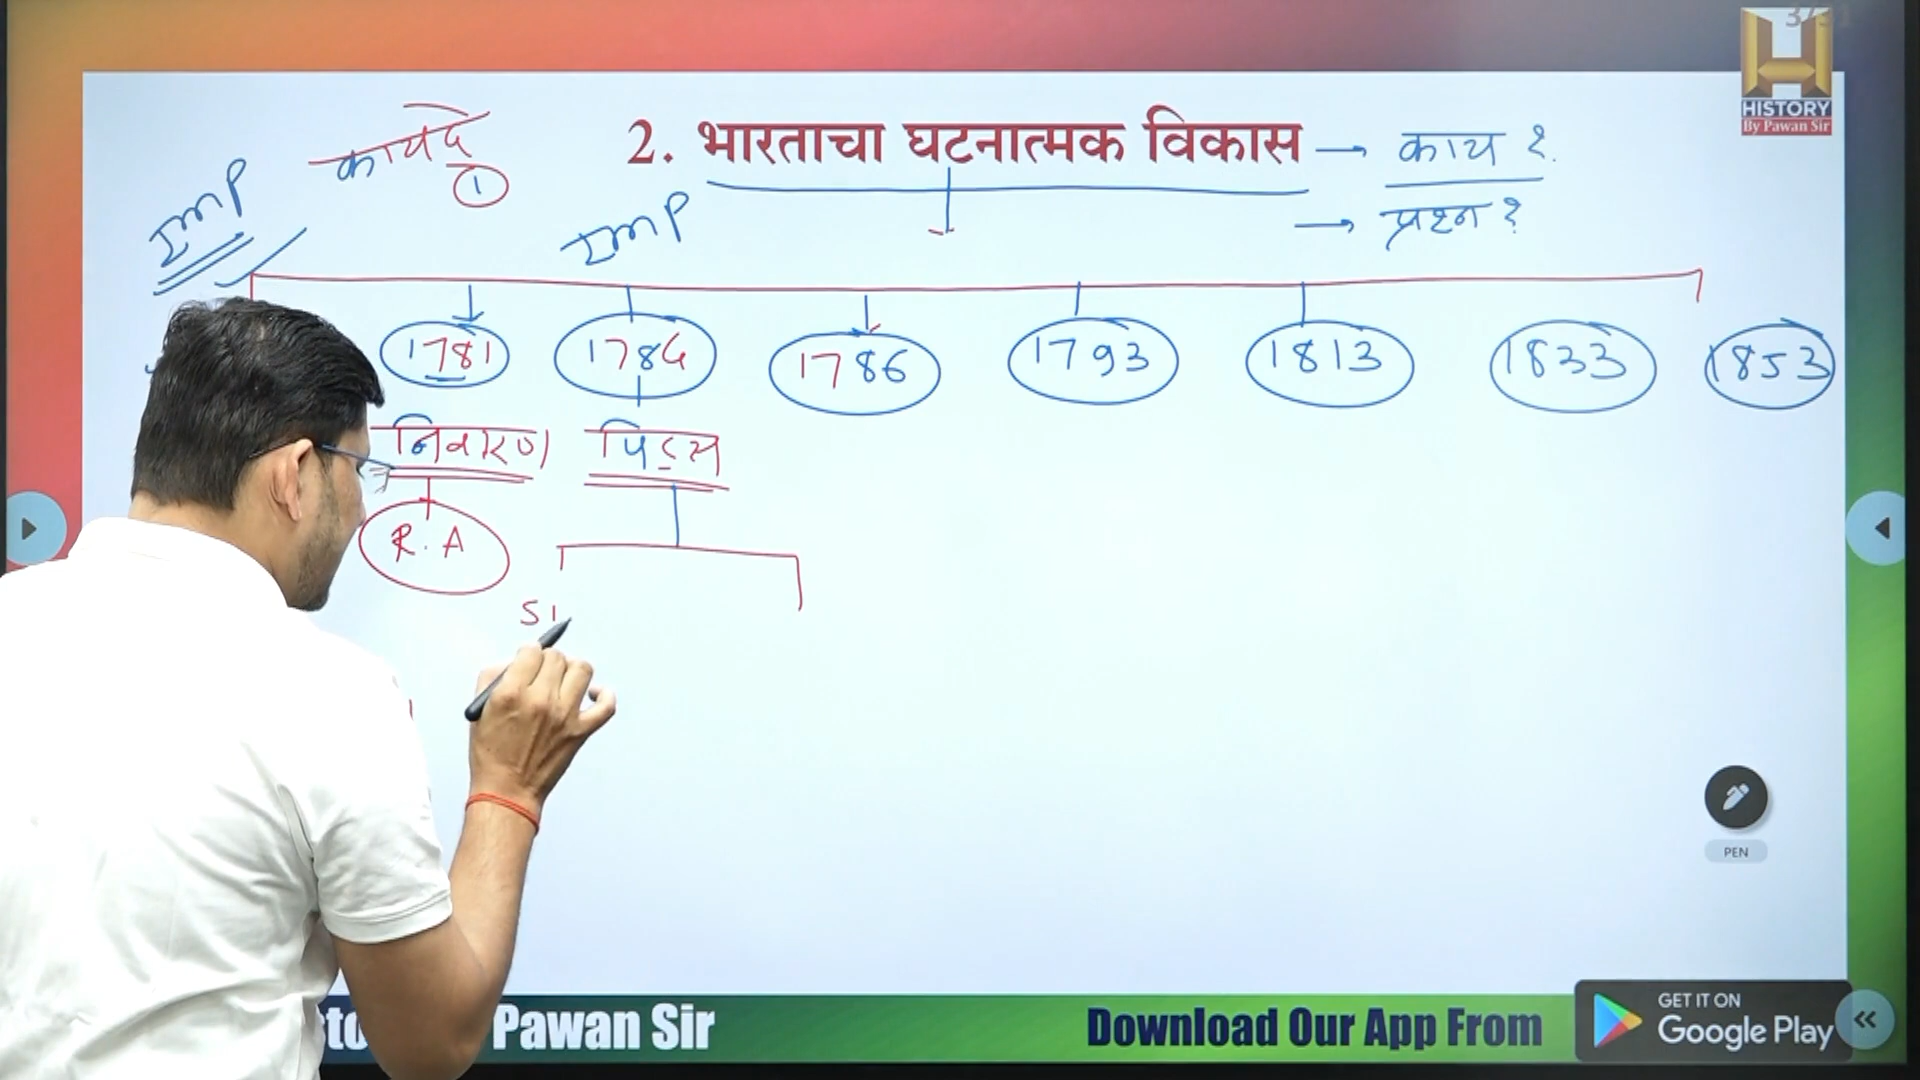 कायदे
1
2. भारताचा घटनात्मक विकास → काय ?
→ प्रश्न ?
IMP
IMP
1781
1784
1786
1793
1813
1833
1853
निवारण
पिट्स
R.A
HISTORY
By Pawan Sir
PEN
Pawan Sir
Download Our App From
GET IT ON
Google Play